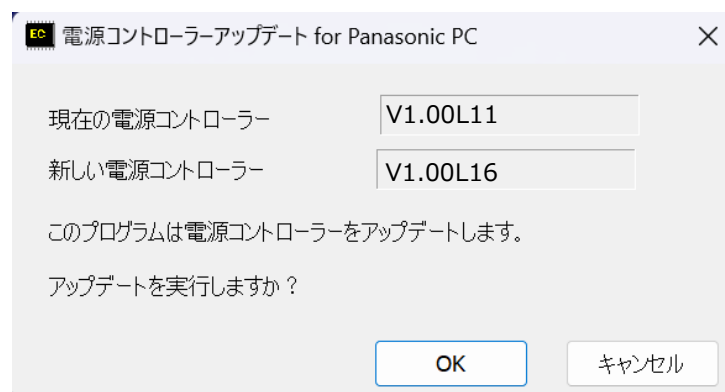 EC 電源コントローラーアップデート for Panasonic PC
現在の電源コントローラー V1.00L11
新しい電源コントローラー V1.00L16
このプログラムは電源コントローラーをアップデートします。
アップデートを実行しますか？
OK キャンセル